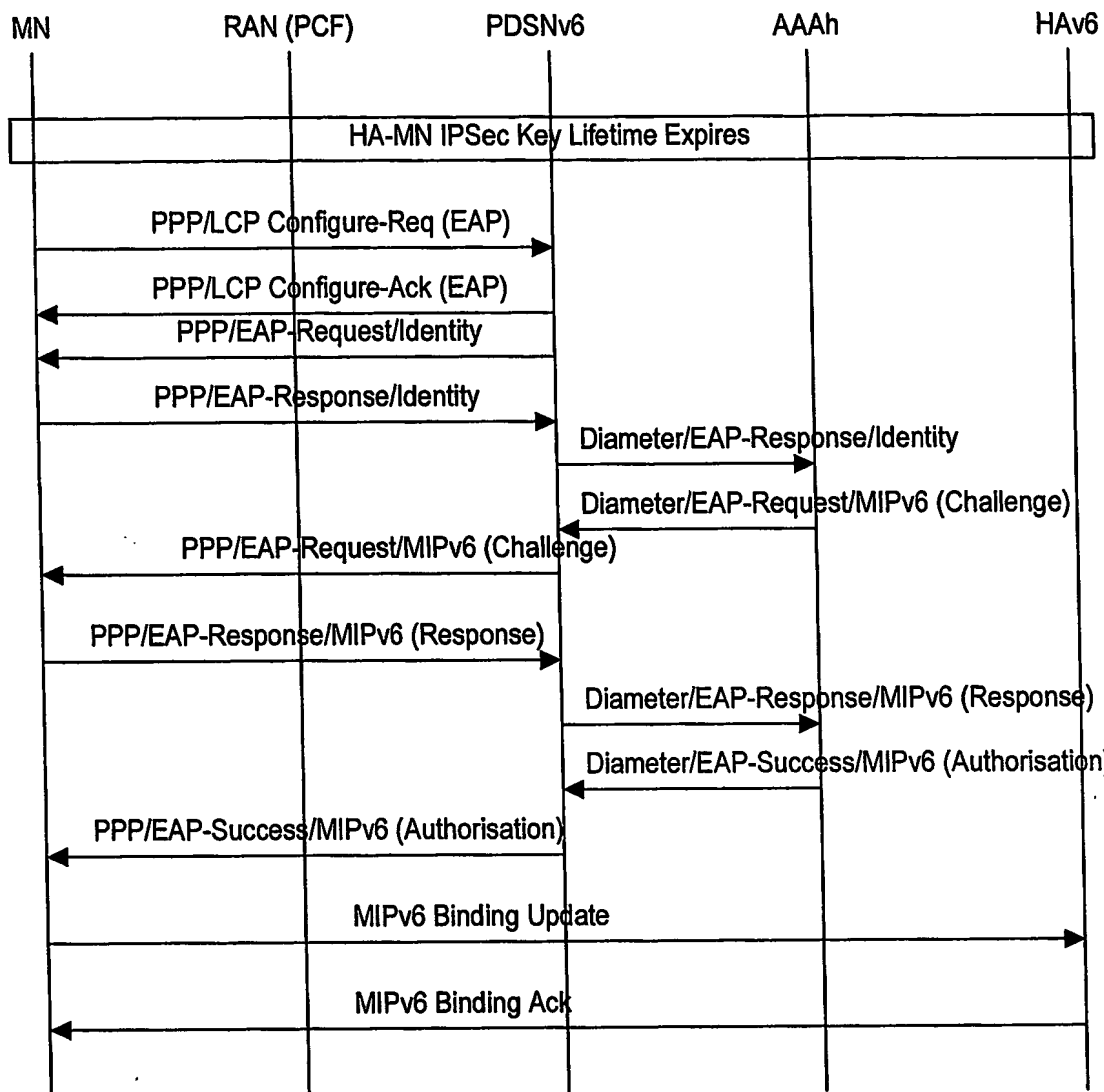 MN RAN (PCF) PDSNv6 AAAh HAv6
HA-MN IPSec Key Lifetime Expires
PPP/LCP Configure-Req (EAP)
PPP/LCP Configure-Ack (EAP)
PPP/EAP-Request/Identity
PPP/EAP-Response/Identity
Diameter/EAP-Response/Identity
Diameter/EAP-Request/MIPv6 (Challenge)
PPP/EAP-Request/MIPv6 (Challenge)
PPP/EAP-Response/MIPv6 (Response)
Diameter/EAP-Response/MIPv6 (Response)
Diameter/EAP-Success/MIPv6 (Authorisation)
PPP/EAP-Success/MIPv6 (Authorisation)
MIPv6 Binding Update
MIPv6 Binding Ack